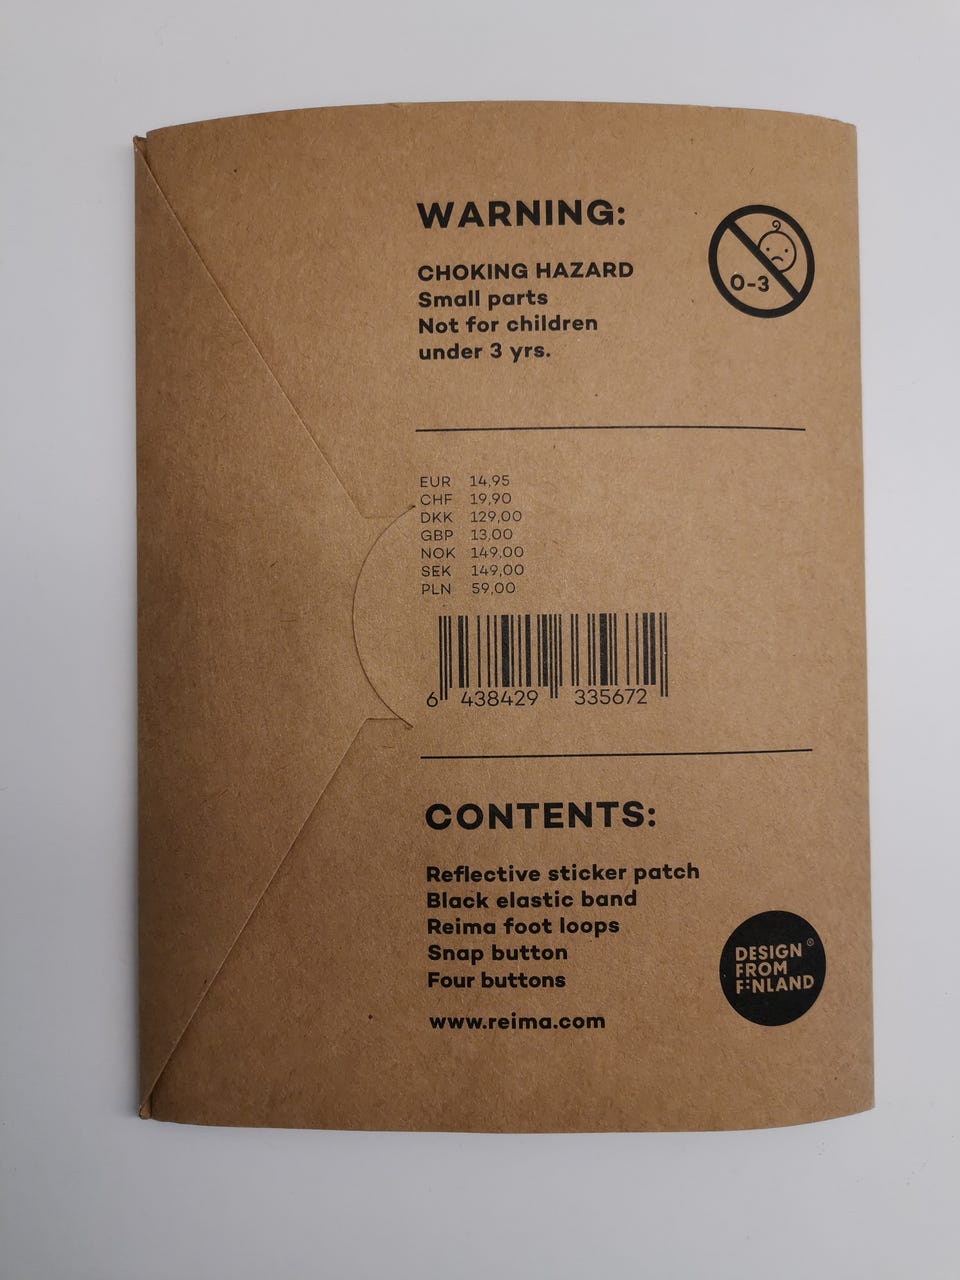 WARNING:
0-3
CHOKING HAZARD
Small parts
Not for children
under 3 yrs.
EUR 14,95
CHF 19,90
DKK 129,00
GBP 13,00
NOK 149,00
SEK 149,00
PLN 59,00
6 438429 335672
CONTENTS:
Reflective sticker patch
Black elastic band
Reima foot loops
Snap button
Four buttons
www.reima.com
DESIGN ®
FROM
FINLAND